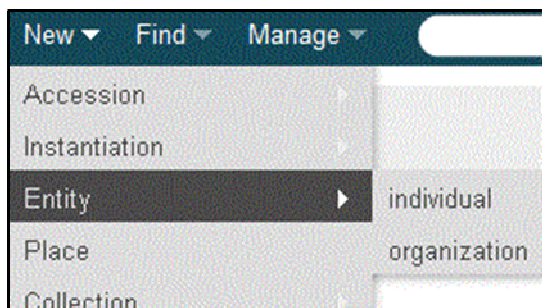 New Find Manage
Accession
Instantiation
Entity individual
Place organization
Collection